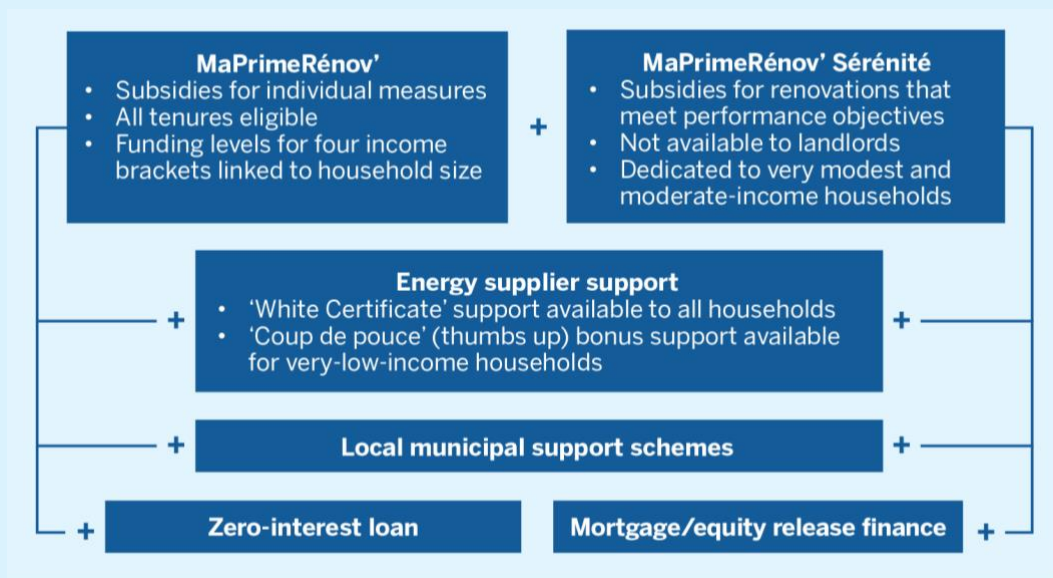 MaPrimeRénov'
• Subsidies for individual measures
• All tenures eligible
• Funding levels for four income
brackets linked to household size
+
MaPrimeRénov' Sérénité
• Subsidies for renovations that
meet performance objectives
• Not available to landlords
• Dedicated to very modest and
moderate-income households
Energy supplier support
• ‘White Certificate’ support available to all households
• ‘Coup de pouce’ (thumbs up) bonus support available
for very-low-income households
+
+
Local municipal support schemes
+
+
Zero-interest loan
+
Mortgage/equity release finance
+